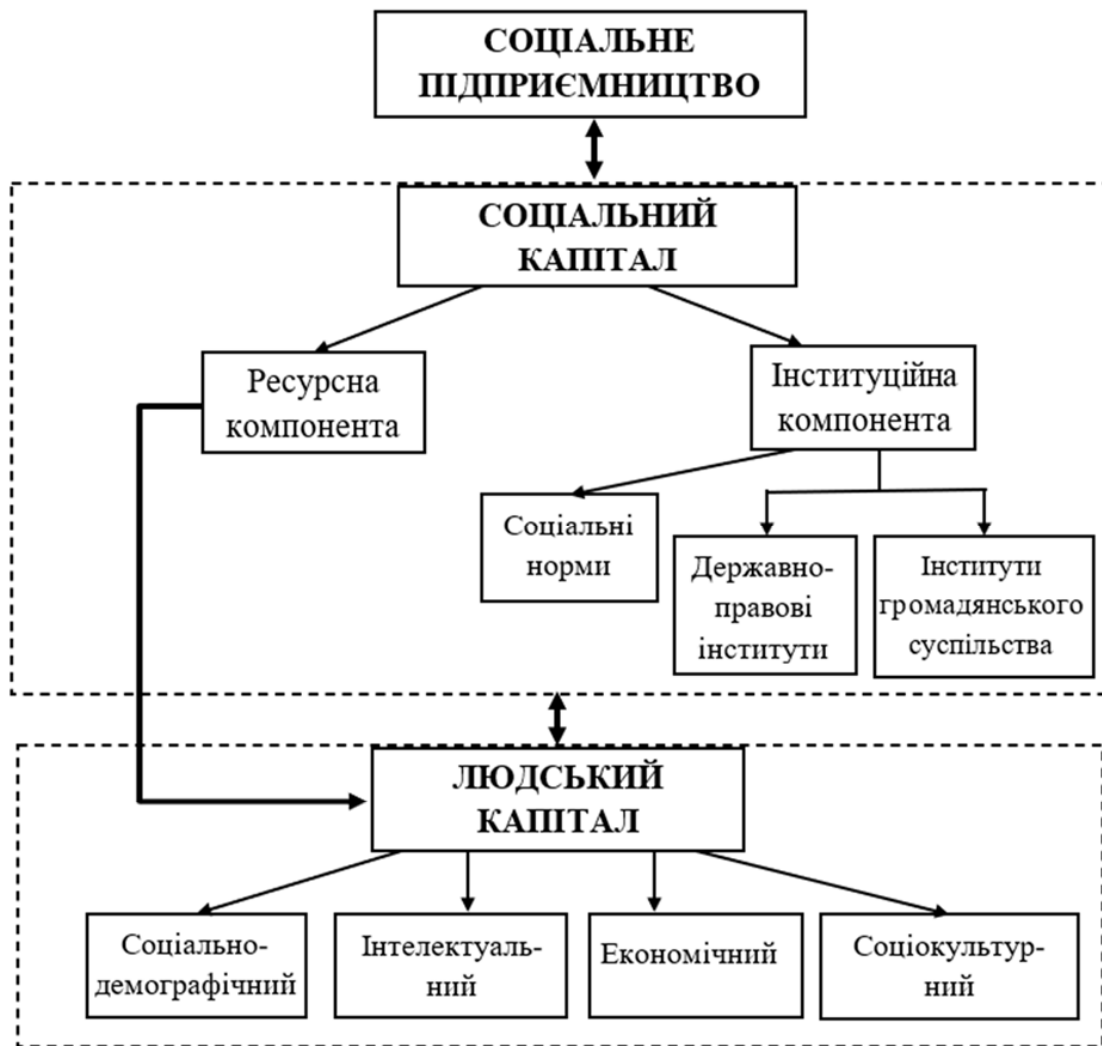 СОЦІАЛЬНЕ
ПІДПРИЄМНИЦТВО
СОЦІАЛЬНИЙ
КАПІТАЛ
Ресурсна
компонента
Інституційна
компонента
Соціальні
норми
Державно-
правові
інститути
Інститути
громадянського
суспільства
ЛЮДСЬКИЙ
КАПІТАЛ
Соціально-
демографічний
Інтелектуаль-
ний
Економічний
Соціокультур-
ний